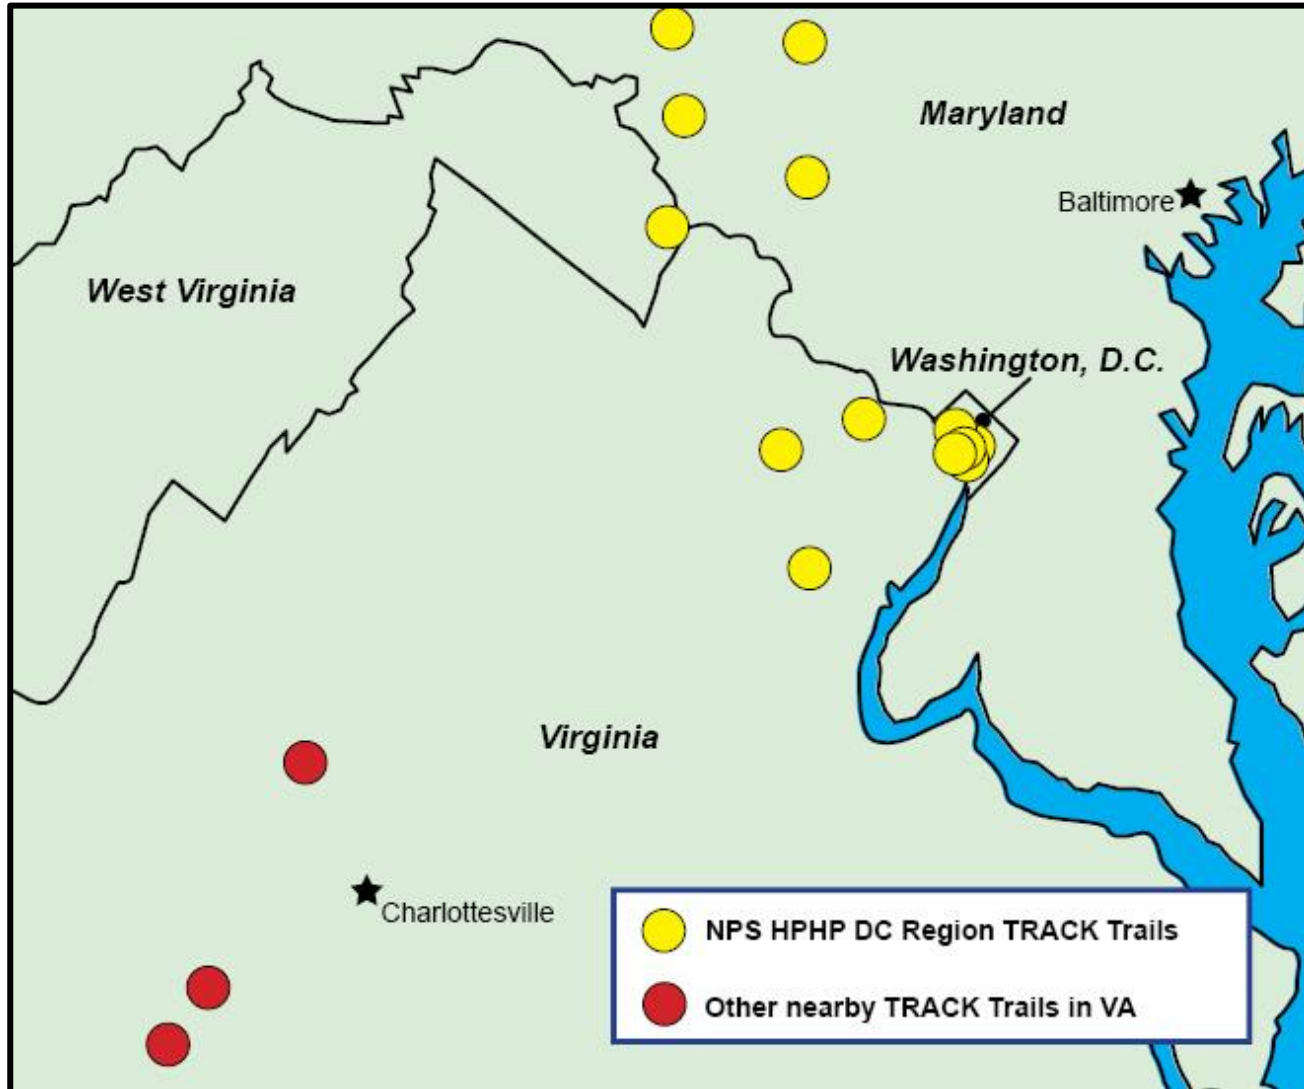 Maryland
Baltimore
West Virginia
Washington, D.C.
Virginia
Charlottesville
NPS HPHP DC Region TRACK Trails
Other nearby TRACK Trails in VA